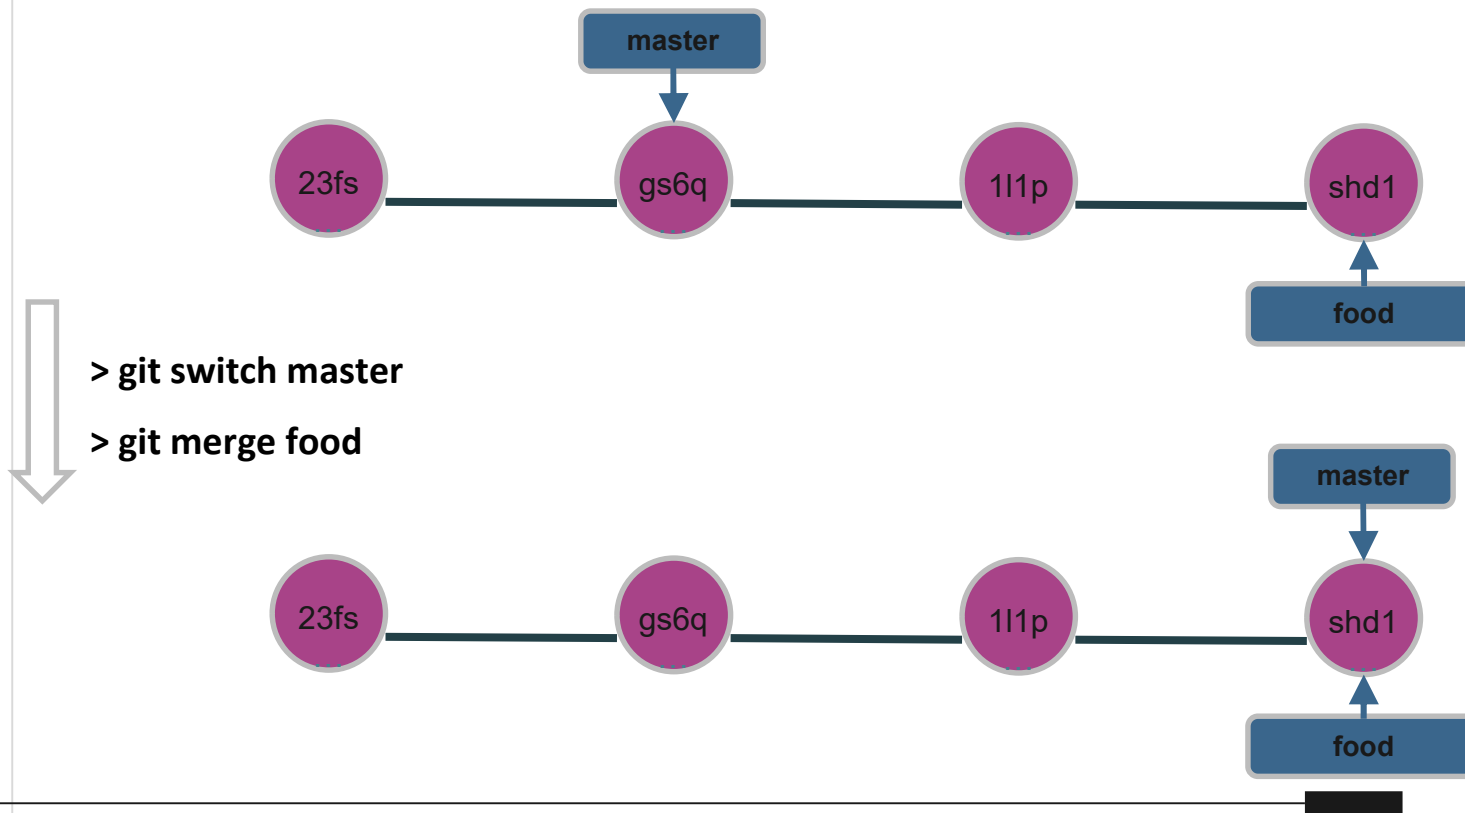 master
23fs
gs6q
1l1p
shd1
food
> git switch master
> git merge food
master
23fs
gs6q
1l1p
shd1
food